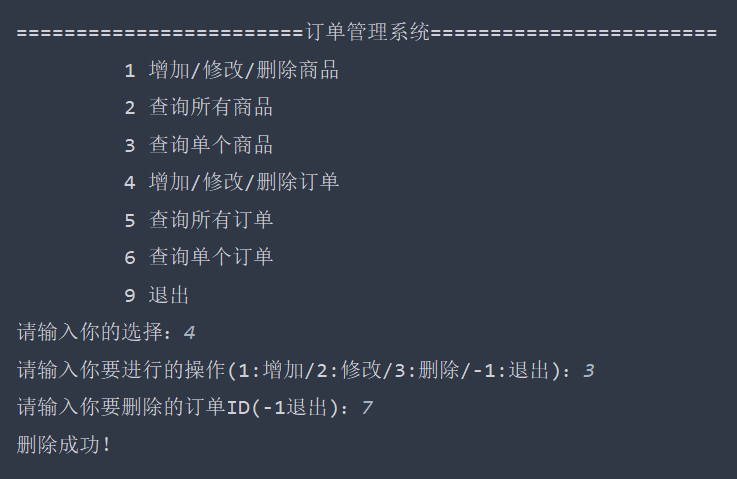 ========================订单管理系统========================
1 增加/修改/删除商品
2 查询所有商品
3 查询单个商品
4 增加/修改/删除订单
5 查询所有订单
6 查询单个订单
9 退出
请输入你的选择：4
请输入你要进行的操作(1:增加/2:修改/3:删除/-1:退出)：3
请输入你要删除的订单ID(-1退出)：7
删除成功!